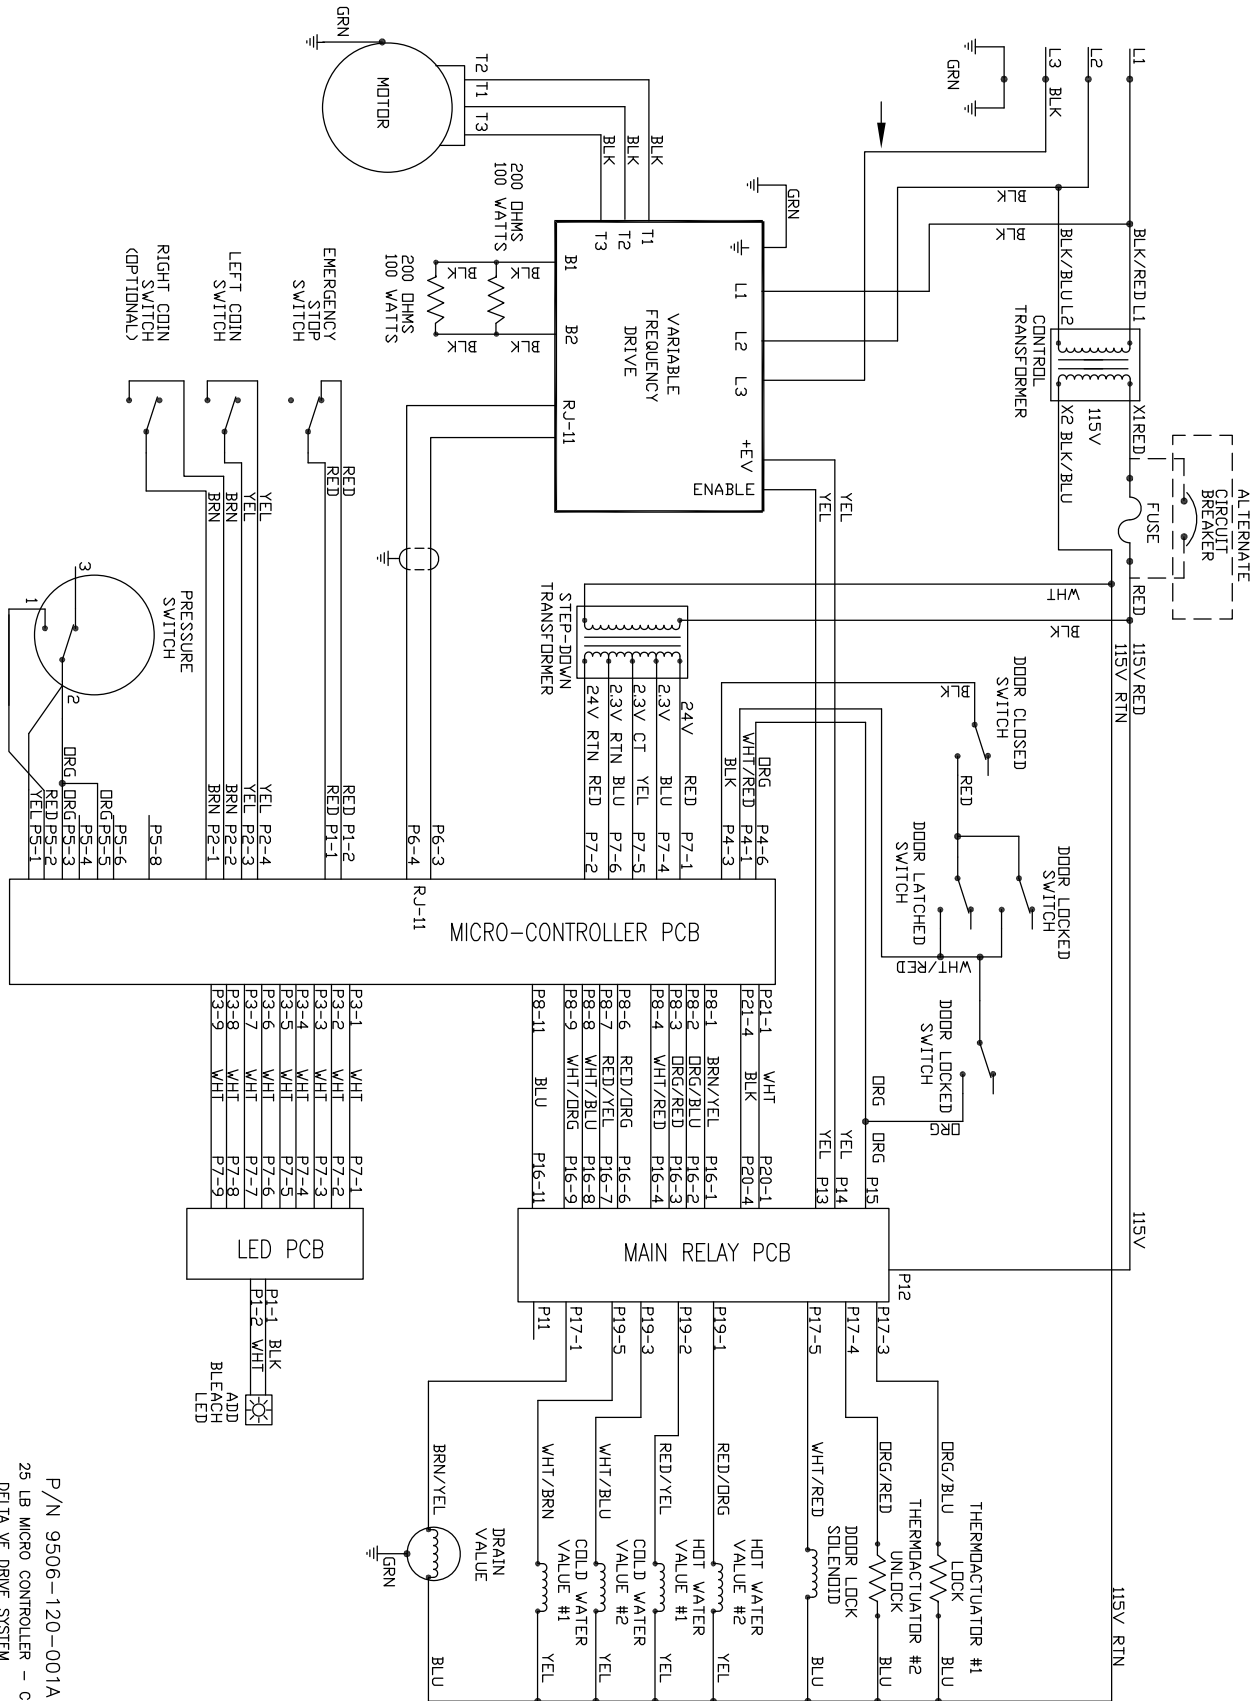 L1
L2
L3
BLK
GRN
BLK
BLK
BLK/RED L1
BLK/BLU L2
CONTROL
TRANSFORMER
115V
X1 RED
X2 BLK/BLU
ALTERNATE
CIRCUIT
BREAKER
FUSE
RED
WHT
BLK
115V RED
115V RTN
115V
115V RTN
GRN
MOTOR
T2
T1
T3
BLK
BLK
BLK
200 OHMS
100 WATTS
200 OHMS
100 WATTS
BLK
BLK
BLK
BLK
GRN
T1
T2
T3
B1
B2
L1
L2
L3
VARIABLE
FREQUENCY
DRIVE
RJ-11
+EV
ENABLE
YEL
YEL
EMERGENCY
STOP
SWITCH
LEFT COIN
SWITCH
RIGHT COIN
SWITCH
(OPTIONAL)
RED
RED
YEL
YEL
BRN
BRN
PRESSURE
SWITCH
3
1
2
ORG
STEP-DOWN
TRANSFORMER
24V
2.3V
2.3V CT
2.3V RTN
24V RTN
RED
BLU
YEL
BLU
RED
P7-1
P7-4
P7-5
P7-6
P7-2
DOOR CLOSED
SWITCH
BLK
RED
DOOR LOCKED
SWITCH
DOOR LATCHED
SWITCH
WHT/RED
DOOR LOCKED
SWITCH
ORG
ORG
ORG
WHT/RED
BLK
P4-6
P4-1
P4-3
P6-3
P6-4
RJ-11
RED P1-2
RED P1-1
YEL P2-4
YEL P2-3
BRN P2-2
BRN P2-1
P5-8
P5-6
ORG P5-5
P5-4
ORG P5-3
RED P5-2
YEL P5-1
MICRO-CONTROLLER PCB
P21-1 WHT P20-1
P21-4 BLK P20-4
P8-1 BRN/YEL P16-1
P8-2 ORG/BLU P16-2
P8-3 ORG/RED P16-3
P8-4 WHT/RED P16-4
P8-6 RED/ORG P16-6
P8-7 RED/YEL P16-7
P8-8 WHT/BLU P16-8
P8-9 WHT/ORG P16-9
P8-11 BLU P16-11
P3-1 WHT P7-1
P3-2 WHT P7-2
P3-3 WHT P7-3
P3-4 WHT P7-4
P3-5 WHT P7-5
P3-6 WHT P7-6
P3-7 WHT P7-7
P3-8 WHT P7-8
P3-9 WHT P7-9
ORG P15
YEL P14
YEL P13
MAIN RELAY PCB
P12
LED PCB
P1-1 BLK
P1-2 WHT
ADD
BLEACH
LED
P17-3
P17-4
P17-5
P19-1
P19-2
P19-3
P19-5
P17-1
P11
ORG/BLU
THERMOACTUATOR #1
LOCK
BLU
ORG/RED
THERMOACTUATOR #2
UNLOCK
BLU
WHT/RED
DOOR LOCK
SOLENOID
BLU
RED/ORG
HOT WATER
VALUE #2
YEL
RED/YEL
HOT WATER
VALUE #1
YEL
WHT/BLU
COLD WATER
VALUE #2
YEL
WHT/BRN
COLD WATER
VALUE #1
YEL
BRN/YEL
DRAIN
VALUE
GRN
BLU
P/N 9506-120-001A
25 LB MICRO CONTROLLER - C
DELTA VF DRIVE SYSTEM